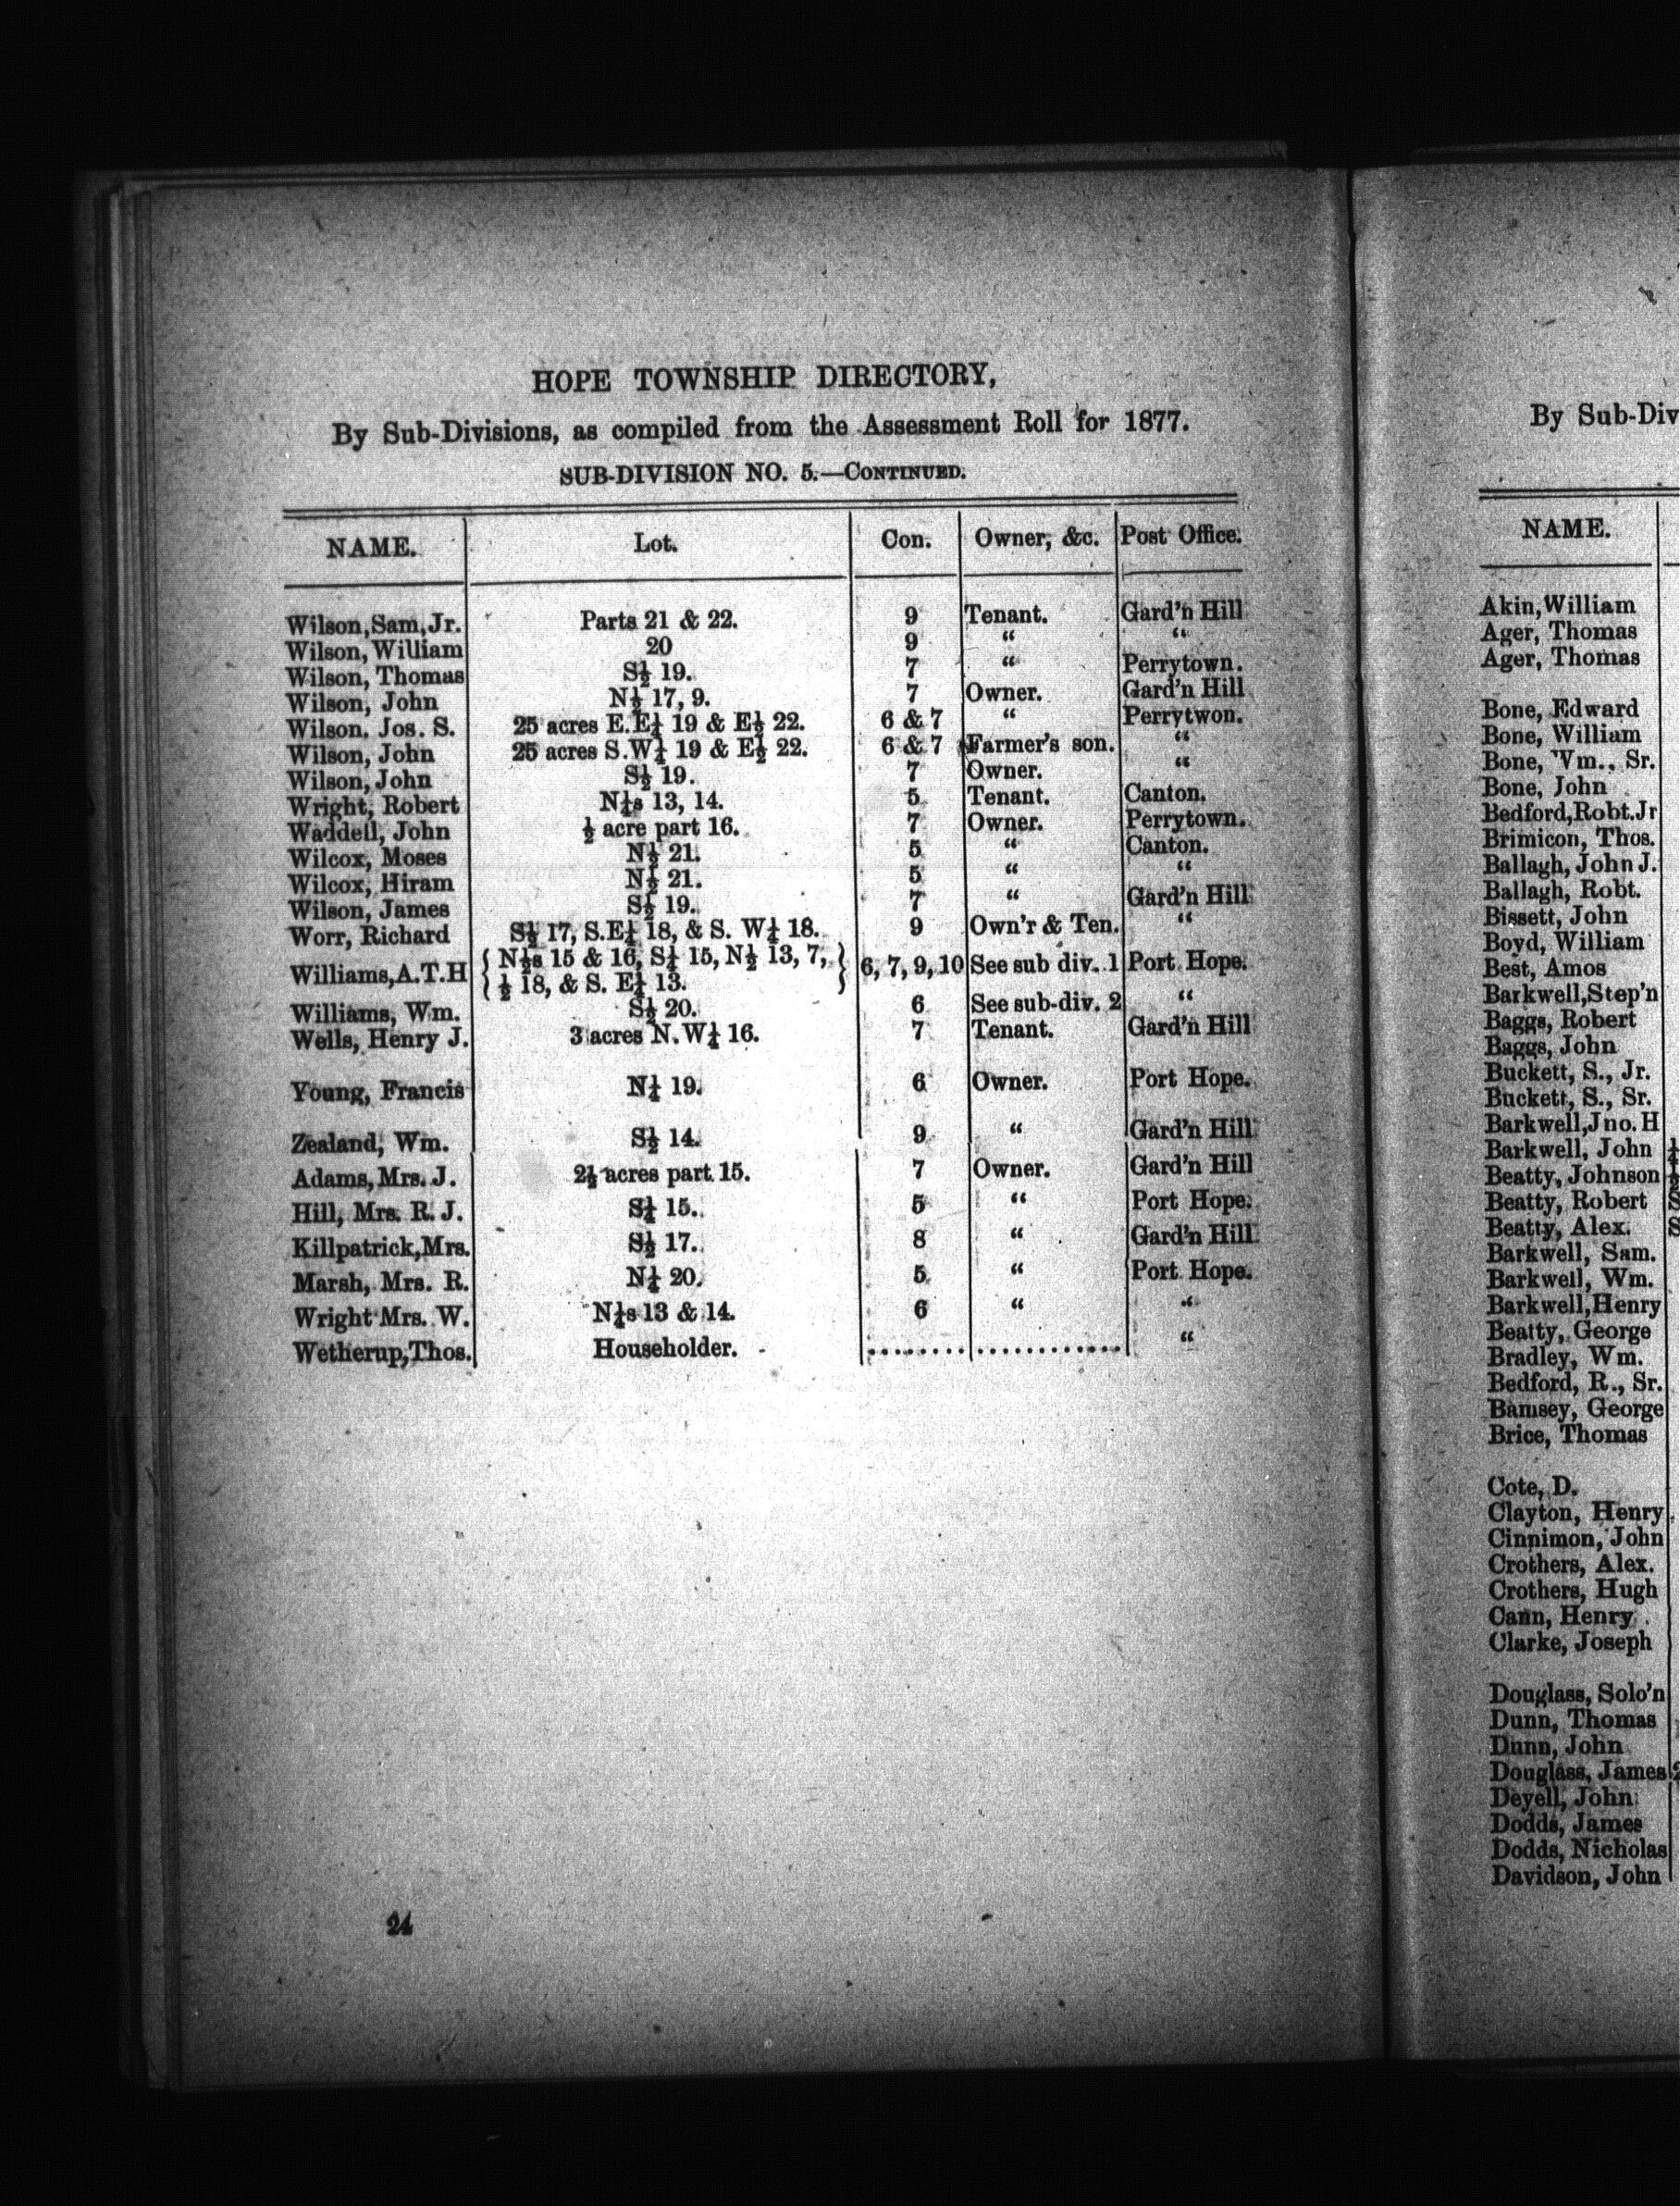 HOPE TOWNSHIP DIRECTORY,
By Sub-Divisions, as compiled from the Assessment Roll for 1877.
SUB-DIVISION NO. 5.—CONTINUED.
NAME. Lot. Con. Owner, &c. Post Office.
Wilson,Sam,Jr. Parts 21 & 22. 9 Tenant. Gard'n Hill
Wilson, William 20 9 “ “
Wilson, Thomas S½ 19. 7 “ Perrytown.
Wilson, John N½ 17, 9. 7 Owner. Gard'n Hill
Wilson. Jos. S. 25 acres E.E¼ 19 & E½ 22. 6 & 7 “ Perrytwon.
Wilson, John 25 acres S.W¼ 19 & E½ 22. 6 & 7 Farmer's son. “
Wilson, John S½ 19. 7 Owner. “
Wright, Robert N¼s 13, 14. 5 Tenant. Canton.
Waddell, John ½ acre part 16. 7 Owner. Perrytown.
Wilcox, Moses N½ 21. 5 “ Canton.
Wilcox, Hiram N½ 21. 5 “ “
Wilson, James S½ 19. 7 “ Gard'n Hill
Worr, Richard S½ 17, S.E¼ 18, & S. W¼ 18. 9 Own'r & Ten. “
Williams,A.T.H { N½s 15 & 16, S¼ 15, N½ 13, 7, } 6, 7, 9, 10 See sub div. 1 Port Hope.
½ 18, & S. E¼ 13.
Williams, Wm. S½ 20. 6 See sub-div. 2 “
Wells, Henry J. 3 acres N.W¼ 16. 7 Tenant. Gard'n Hill
Young, Francis N¼ 19. 6 Owner. Port Hope.
Zealand, Wm. S½ 14. 9 “ Gard'n Hill
Adams, Mrs. J. 2½ acres part 15. 7 Owner. Gard'n Hill
Hill, Mrs. R. J. S¼ 15. 5 “ Port Hope.
Killpatrick,Mrs. S½ 17. 8 “ Gard'n Hill
Marsh, Mrs. R. N¼ 20. 5 “ Port Hope.
Wright Mrs. W. N¼s 13 & 14. 6 “ “
Wetherup,Thos. Householder. ........ ............ “
24
By Sub-Div
NAME.
Akin,William
Ager, Thomas
Ager, Thomas
Bone, Edward
Bone, William
Bone, Wm., Sr.
Bone, John
Bedford,Robt.Jr
Brimicon, Thos.
Ballagh, John J.
Ballagh, Robt.
Bissett, John
Boyd, William
Best, Amos
Barkwell,Step'n
Baggs, Robert
Baggs, John
Buckett, S., Jr.
Buckett, S., Sr.
Barkwell,Jno. H
Barkwell, John
Beatty, Johnson
Beatty, Robert S
Beatty, Alex. S
Barkwell, Sam.
Barkwell, Wm.
Barkwell,Henry
Beatty, George
Bradley, Wm.
Bedford, R., Sr.
Bamsey, George
Brice, Thomas
Cote, D.
Clayton, Henry
Cinnimon, John
Crothers, Alex.
Crothers, Hugh
Cann, Henry
Clarke, Joseph
Douglass, Solo'n
Dunn, Thomas
Dunn, John
Douglass, James 2
Deyell, John
Dodds, James
Dodds, Nicholas
Davidson, John